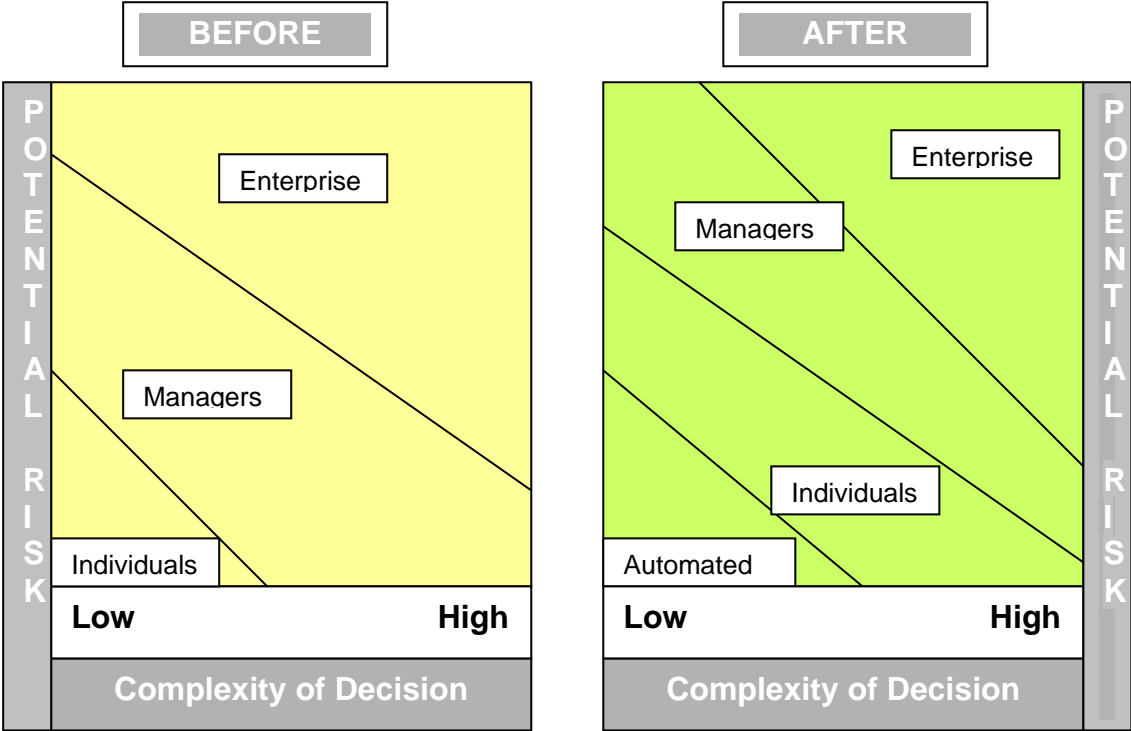 BEFORE
POTENTIAL RISK
Enterprise
Managers
Individuals
Low High
Complexity of Decision
AFTER
Enterprise
Managers
Individuals
Automated
Low High
Complexity of Decision
POTENTIAL RISK